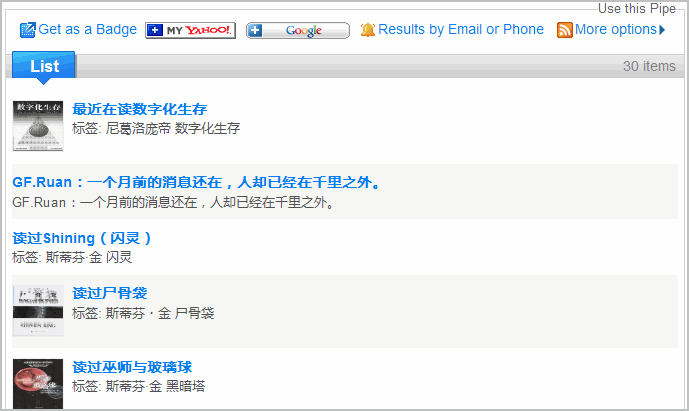 Use this Pipe
Get as a Badge + MY YAHOO! + Google Results by Email or Phone More options
List 30 items
数字化生存
最近在读数字化生存
标签: 尼葛洛庞帝 数字化生存
GF.Ruan：一个月前的消息还在，人却已经在千里之外。
GF.Ruan：一个月前的消息还在，人却已经在千里之外。
读过Shining（闪灵）
标签: 斯蒂芬·金 闪灵
读过尸骨袋
标签: 斯蒂芬・金 尸骨袋
读过巫师与玻璃球
标签: 斯蒂芬·金 黑暗塔